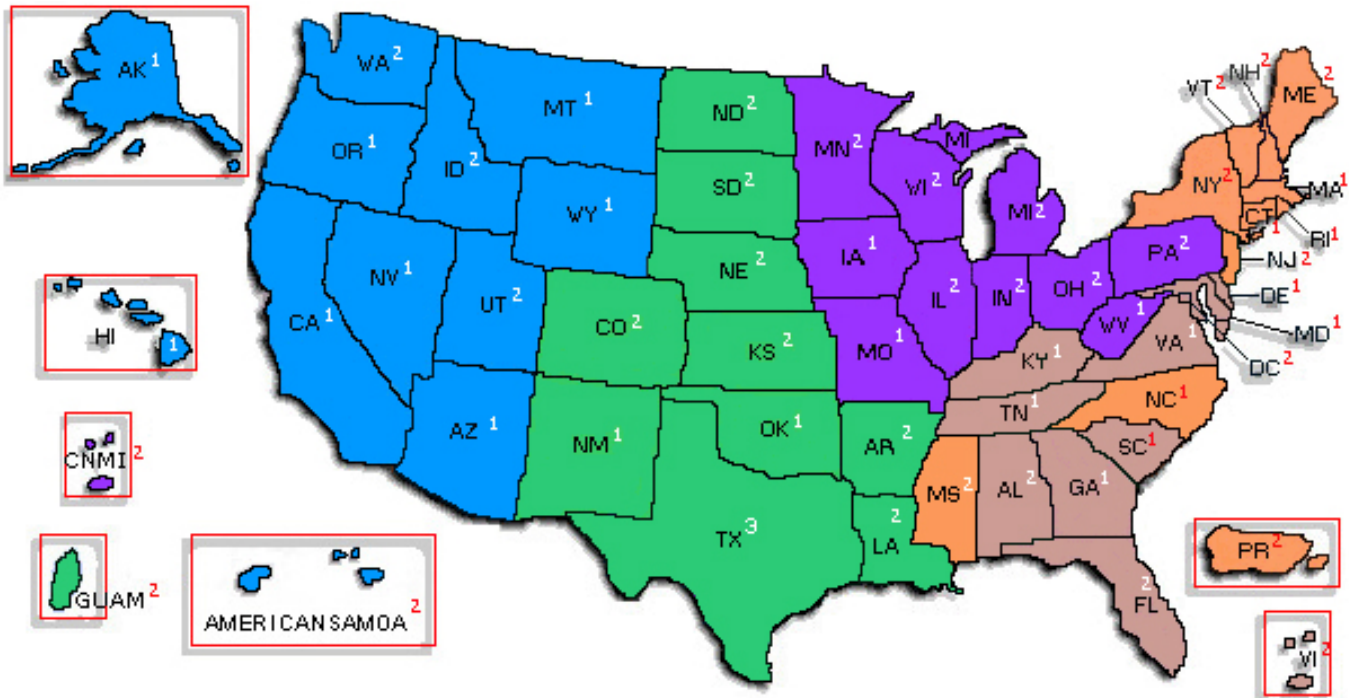 AK 1
WA 2
MT 1
ND 2
MN 2
MI
VT 2
NH 2
ME 2
OR 1
ID 2
WY 1
SD 2
WI 2
MI 2
NY 2
MA 1
CT 1
RI 1
NV 1
UT 2
NE 2
IA 1
IL 2
IN 2
OH 2
PA 2
NJ 2
DE 1
HI 1
CA 1
CO 2
KS 2
MO 1
WV 1
VA 1
MD 1
DC 2
KY 1
TN 1
NC 1
AZ 1
NM 1
OK 1
AR 2
SC 1
CNMI 2
TX 3
LA 2
MS 2
AL 2
GA 1
FL 2
PR 2
GUAM 2
AMERICAN SAMOA 2
VI 2